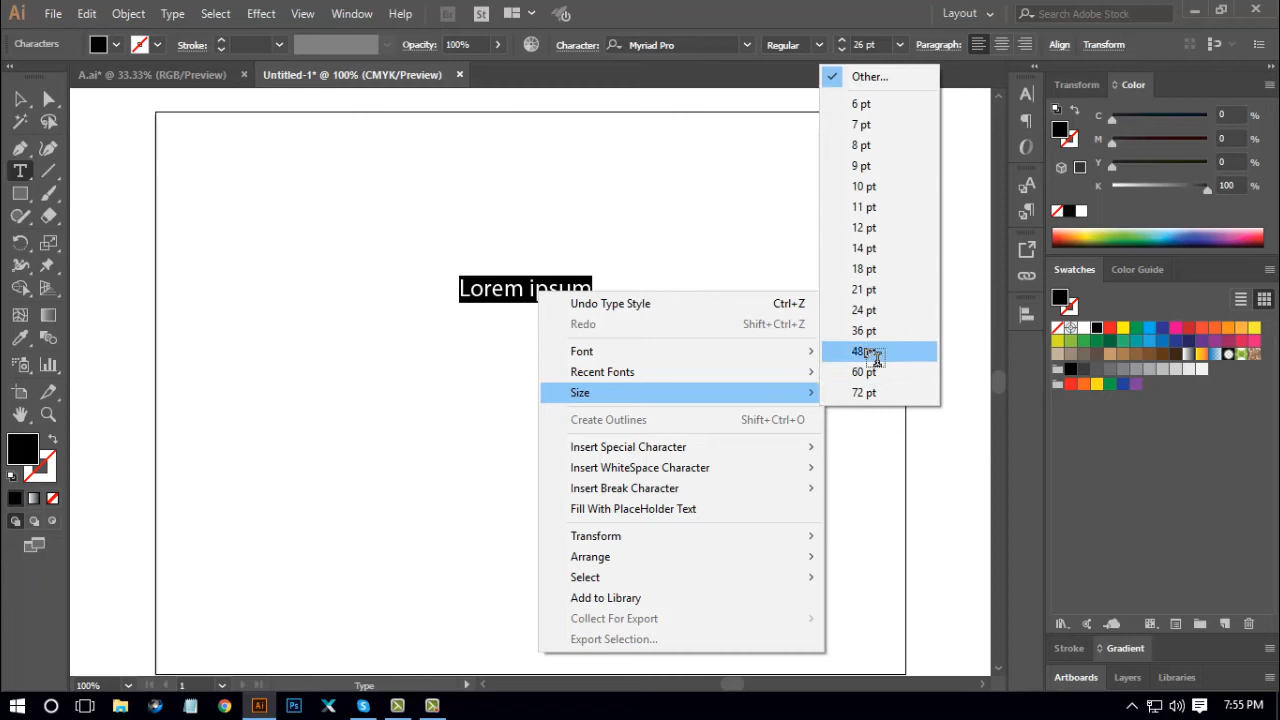 Ai File Edit Object Type Select Effect View Window Help Br St Layout Search Adobe Stock
Characters Stroke: Opacity: 100% Character: Myriad Pro Regular 26 pt Paragraph: Align Transform
A.ai* @ 33.33% (RGB/Preview) Untitled-1* @ 100% (CMYK/Preview)
Other...
6 pt
7 pt
8 pt
9 pt
10 pt
11 pt
12 pt
14 pt
18 pt
21 pt
24 pt
36 pt
48
60 pt
72 pt
Lorem ipsum
Undo Type Style Ctrl+Z
Redo Shift+Ctrl+Z
Font
Recent Fonts
Size
Create Outlines Shift+Ctrl+O
Insert Special Character
Insert WhiteSpace Character
Insert Break Character
Fill With PlaceHolder Text
Transform
Arrange
Select
Add to Library
Collect For Export
Export Selection...
Transform Color
C 0 %
M 0 %
Y 0 %
K 100 %
Swatches Color Guide
Stroke Gradient
Artboards Layers Libraries
100% 1 Type
Ai Ps 7:55 PM